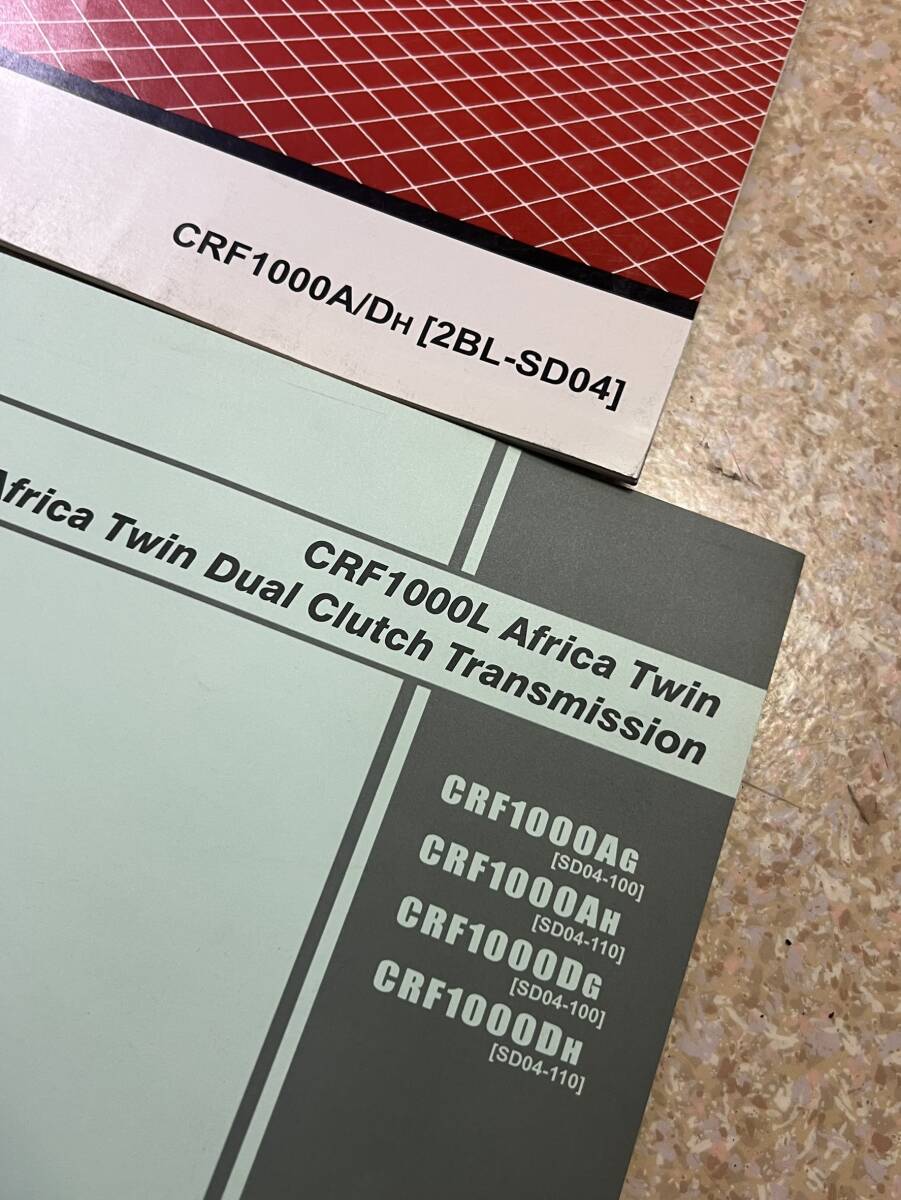 CRF1000A/DH [2BL-SD04]
CRF1000L Africa Twin
Africa Twin Dual Clutch Transmission
CRF1000AG
[SD04-100]
CRF1000AH
[SD04-110]
CRF1000DG
[SD04-100]
CRF1000DH
[SD04-110]